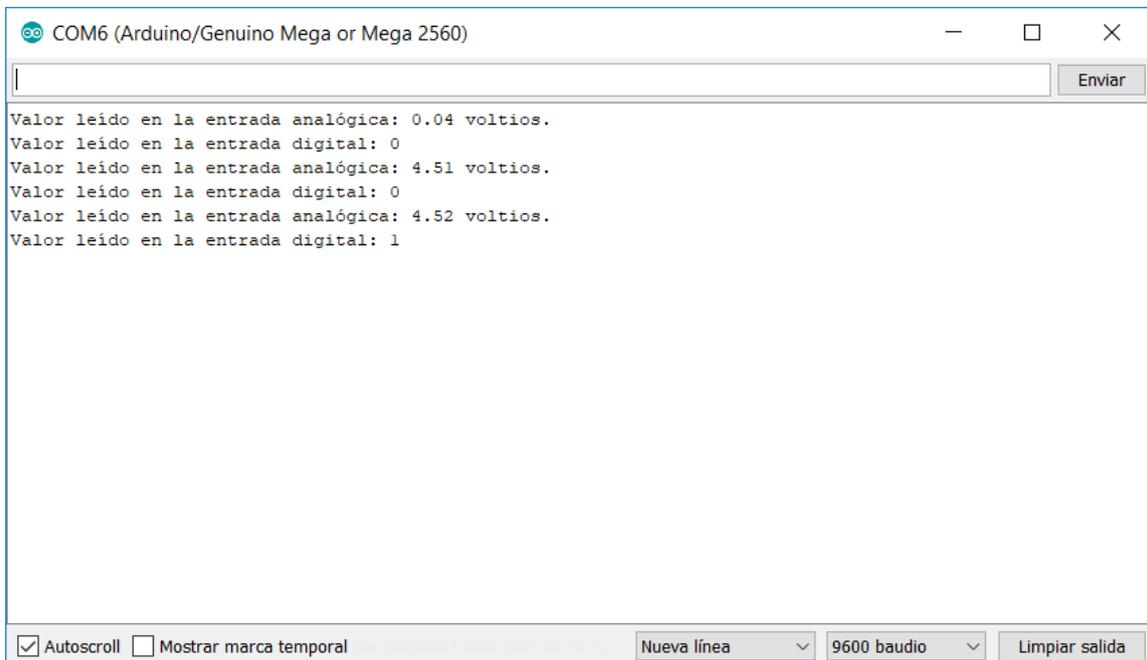 COM6 (Arduino/Genuino Mega or Mega 2560)
Enviar
Valor leído en la entrada analógica: 0.04 voltios.
Valor leído en la entrada digital: 0
Valor leído en la entrada analógica: 4.51 voltios.
Valor leído en la entrada digital: 0
Valor leído en la entrada analógica: 4.52 voltios.
Valor leído en la entrada digital: 1
Autoscroll Mostrar marca temporal Nueva línea 9600 baudio Limpiar salida